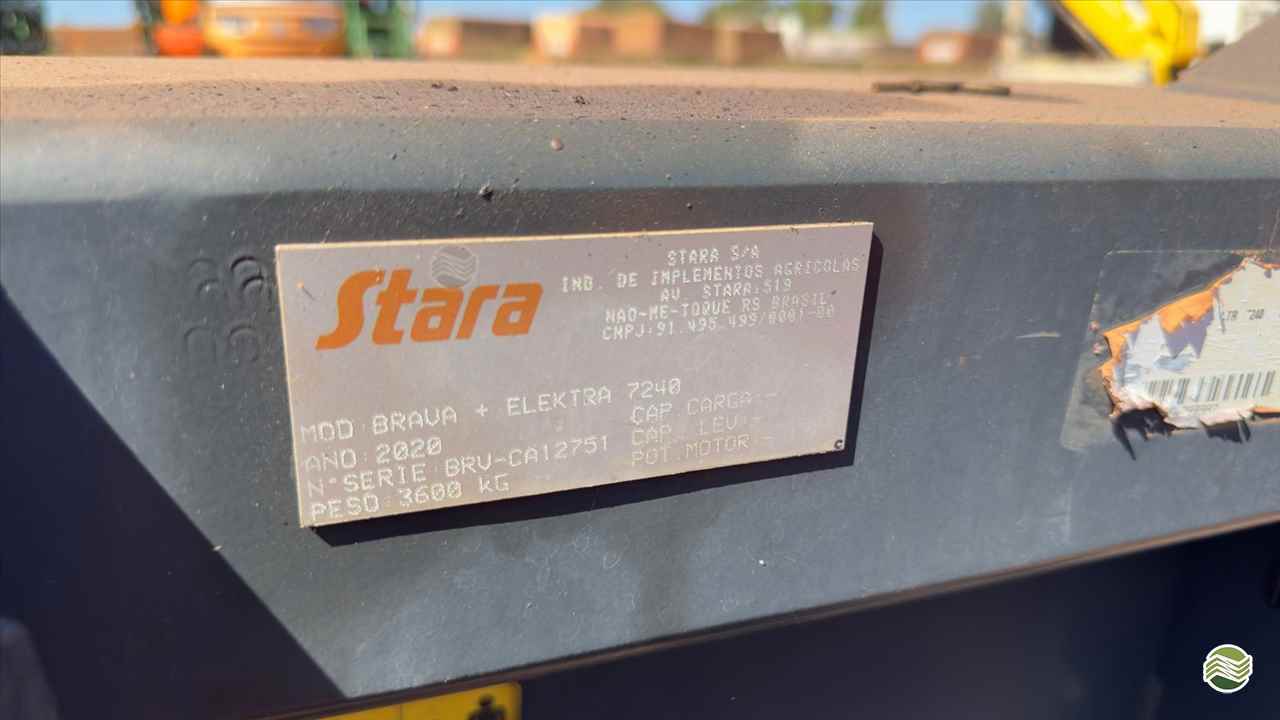 Stara
STARA S/A
IND. DE IMPLEMENTOS AGRICOLAS
AV. STARA,519
NAO-ME-TOQUE RS BRASIL
CNPJ:91.495.499/0001-00
MOD:BRAVA + ELEKTRA 7240
ANO:2020
N°SERIE:BRV-CA12751
PESO:3600 KG
CAP.CARGA:-
CAP. LEV:-
POT.MOTOR:-